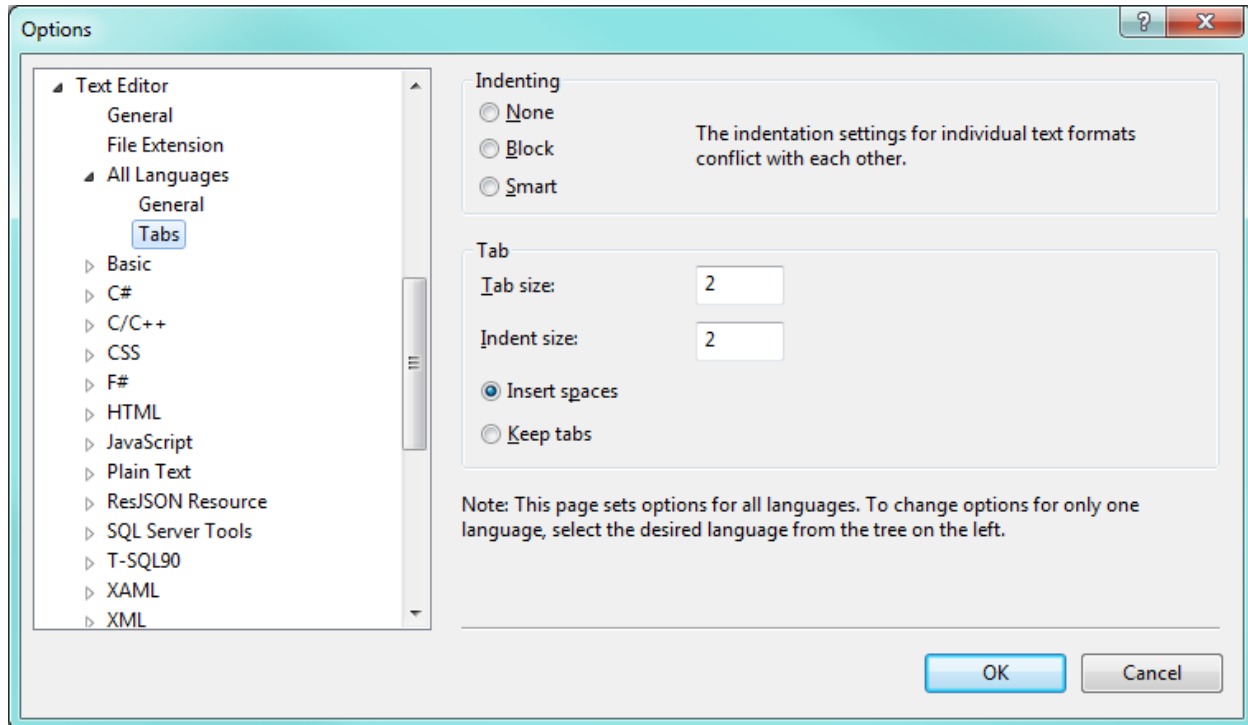 Options
Text Editor
General
File Extension
All Languages
General
Tabs
Basic
C#
C/C++
CSS
F#
HTML
JavaScript
Plain Text
ResJSON Resource
SQL Server Tools
T-SQL90
XAML
XML
Indenting
None
Block
Smart
The indentation settings for individual text formats
conflict with each other.
Tab
Tab size:
2
Indent size:
2
Insert spaces
Keep tabs
Note: This page sets options for all languages. To change options for only one
language, select the desired language from the tree on the left.
OK
Cancel